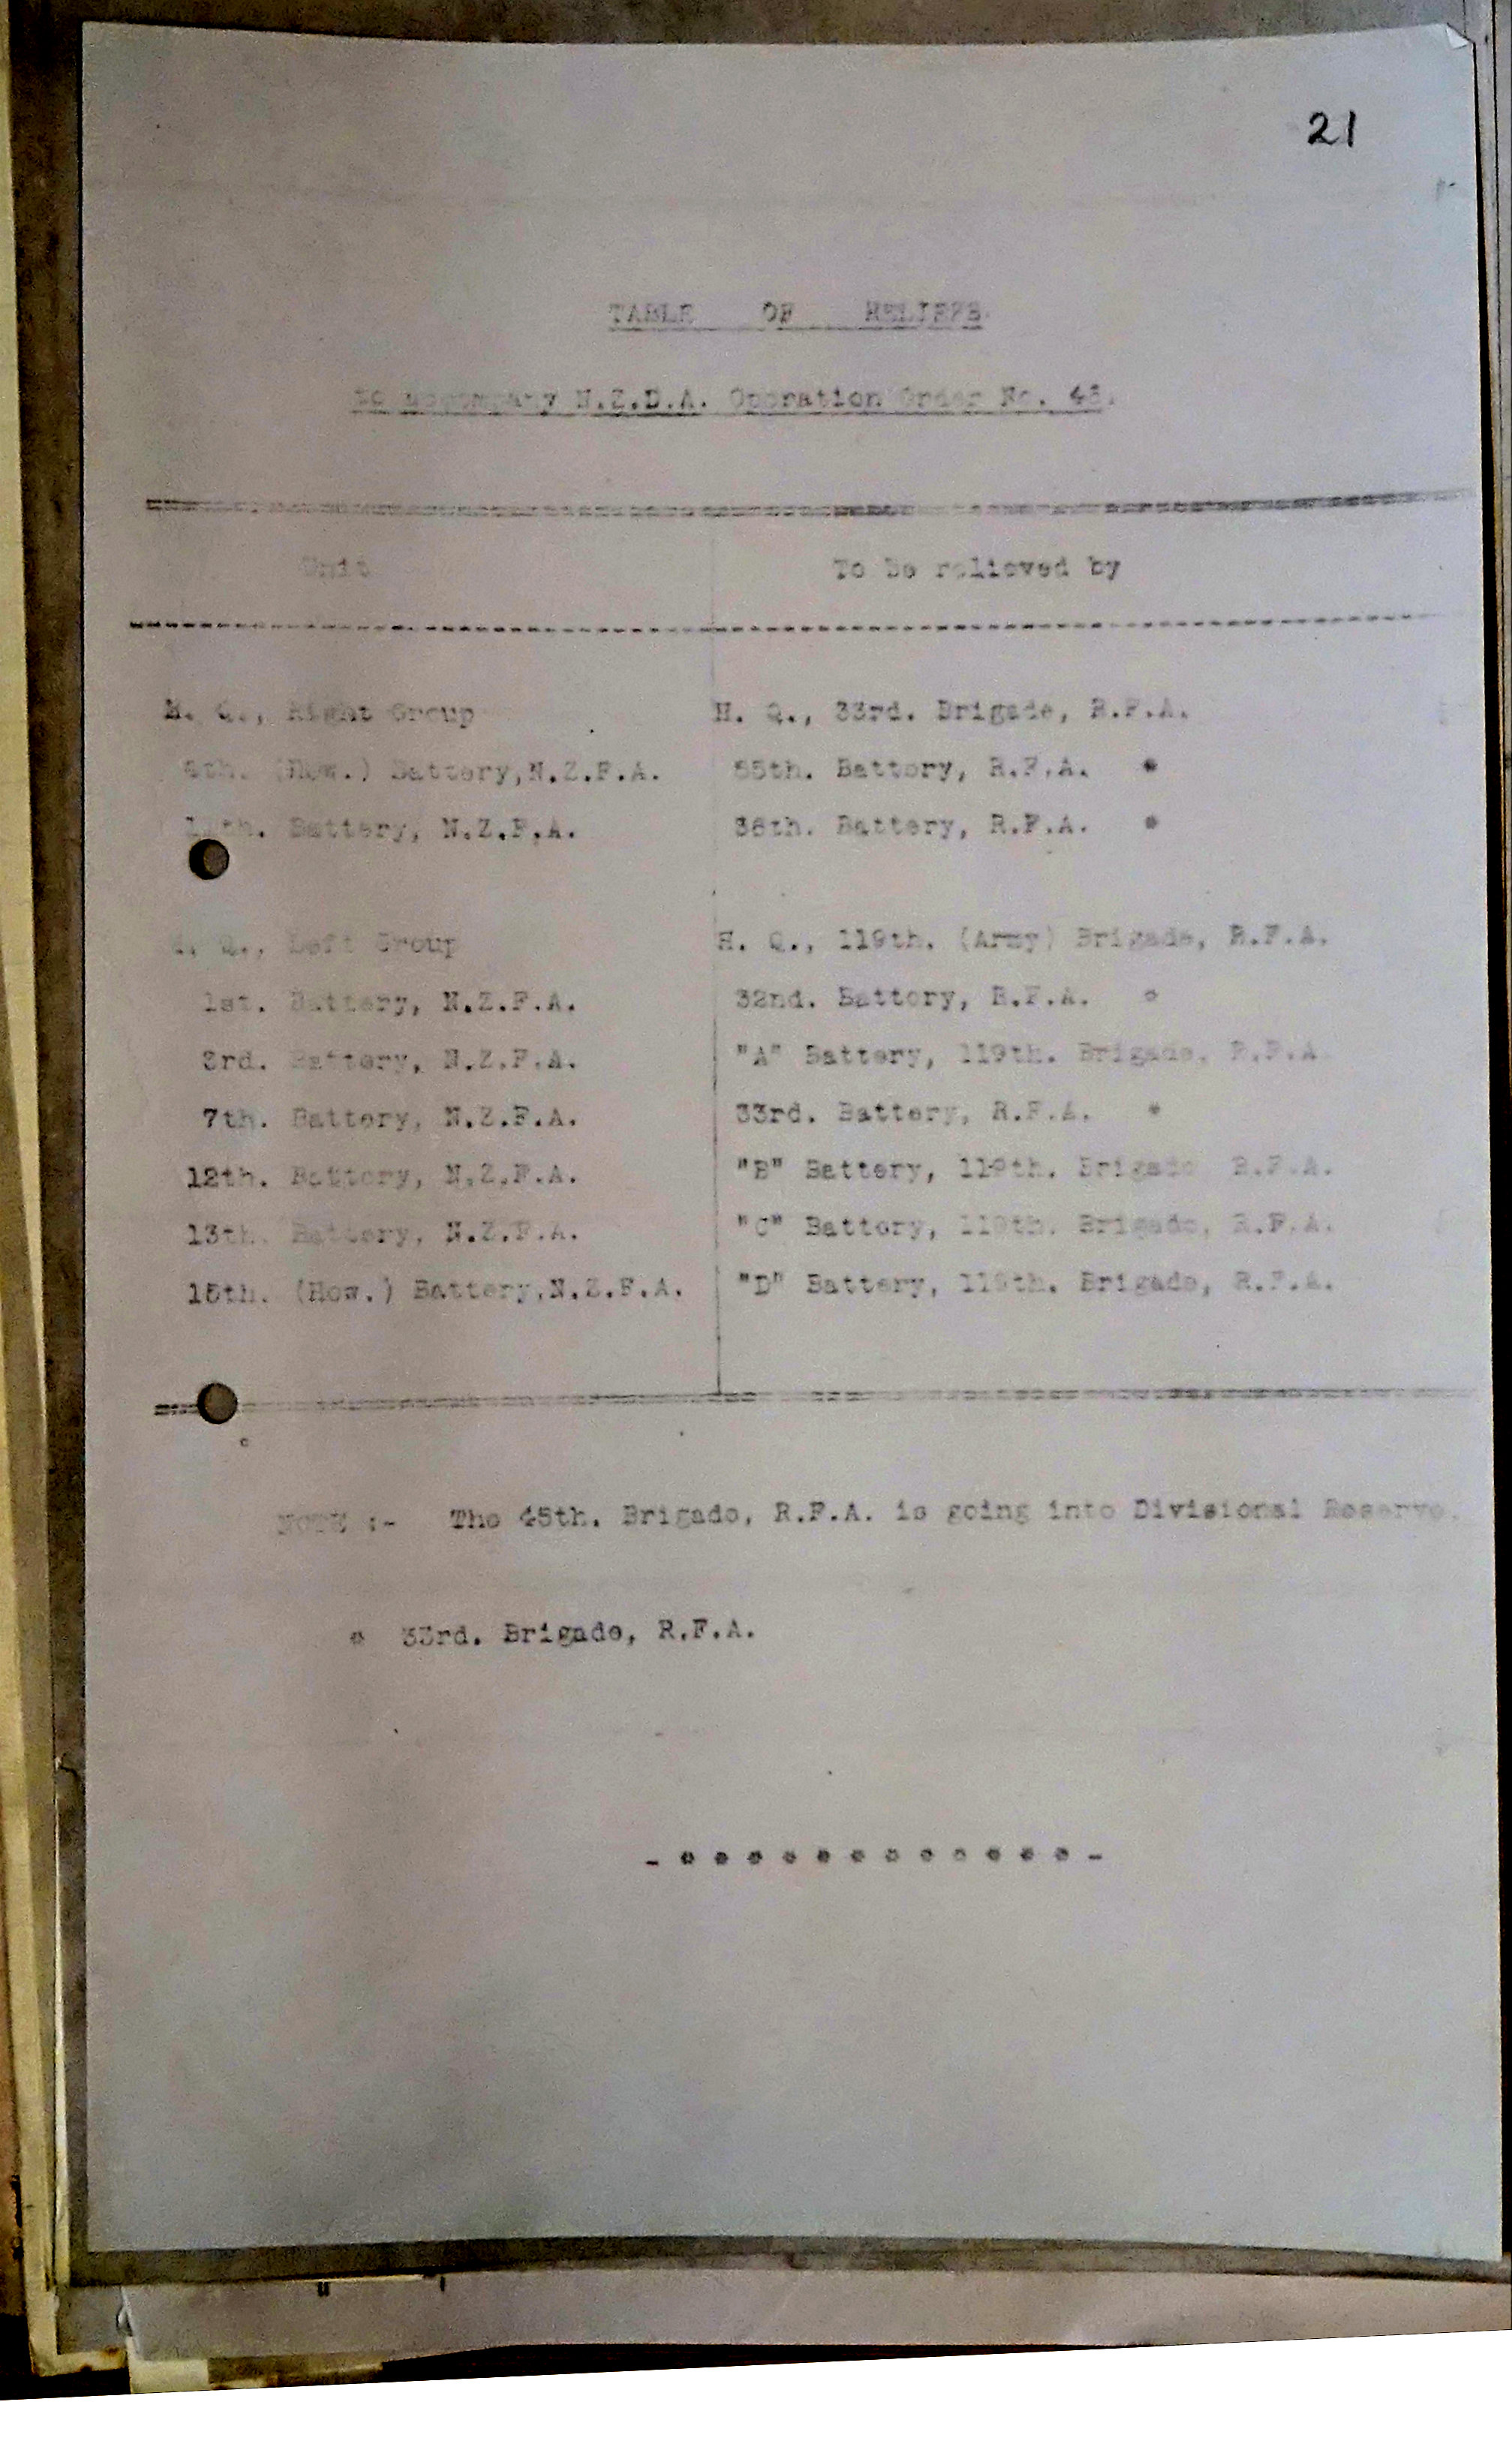 21
TABLE OF RELIEFS
to accompany N.Z.D.A. Operation Order No.
Unit To be relieved by
H. Q., Right Group H. Q., 33rd. Brigade, R.F.A.
(How.) Battery,N.Z.F.A. 55th. Battery, R.F.A. *
Battery, N.Z.F.A. 36th. Battery, R.F.A. *
Q., Left Group H. Q., 119th. (Army) Brigade, R.F.A.
1st. Battery, N.Z.F.A. 32nd. Battery, R.F.A. *
3rd. Battery, N.Z.F.A. "A" Battery, 119th. Brigade, R.F.A.
7th. Battery, N.Z.F.A. 33rd. Battery, R.F.A. *
12th. Battery, N.Z.F.A. "B" Battery, 119th. Brigade R.F.A.
13th. Battery, N.Z.F.A. "C" Battery, 119th. Brigade, R.F.A.
15th. (How.) Battery,N.Z.F.A. "D" Battery, 119th. Brigade, R.F.A.
NOTE :- The 45th. Brigade, R.F.A. is going into Divisional Reserve.
* 33rd. Brigade, R.F.A.
- * * * * * * * * * * * * -